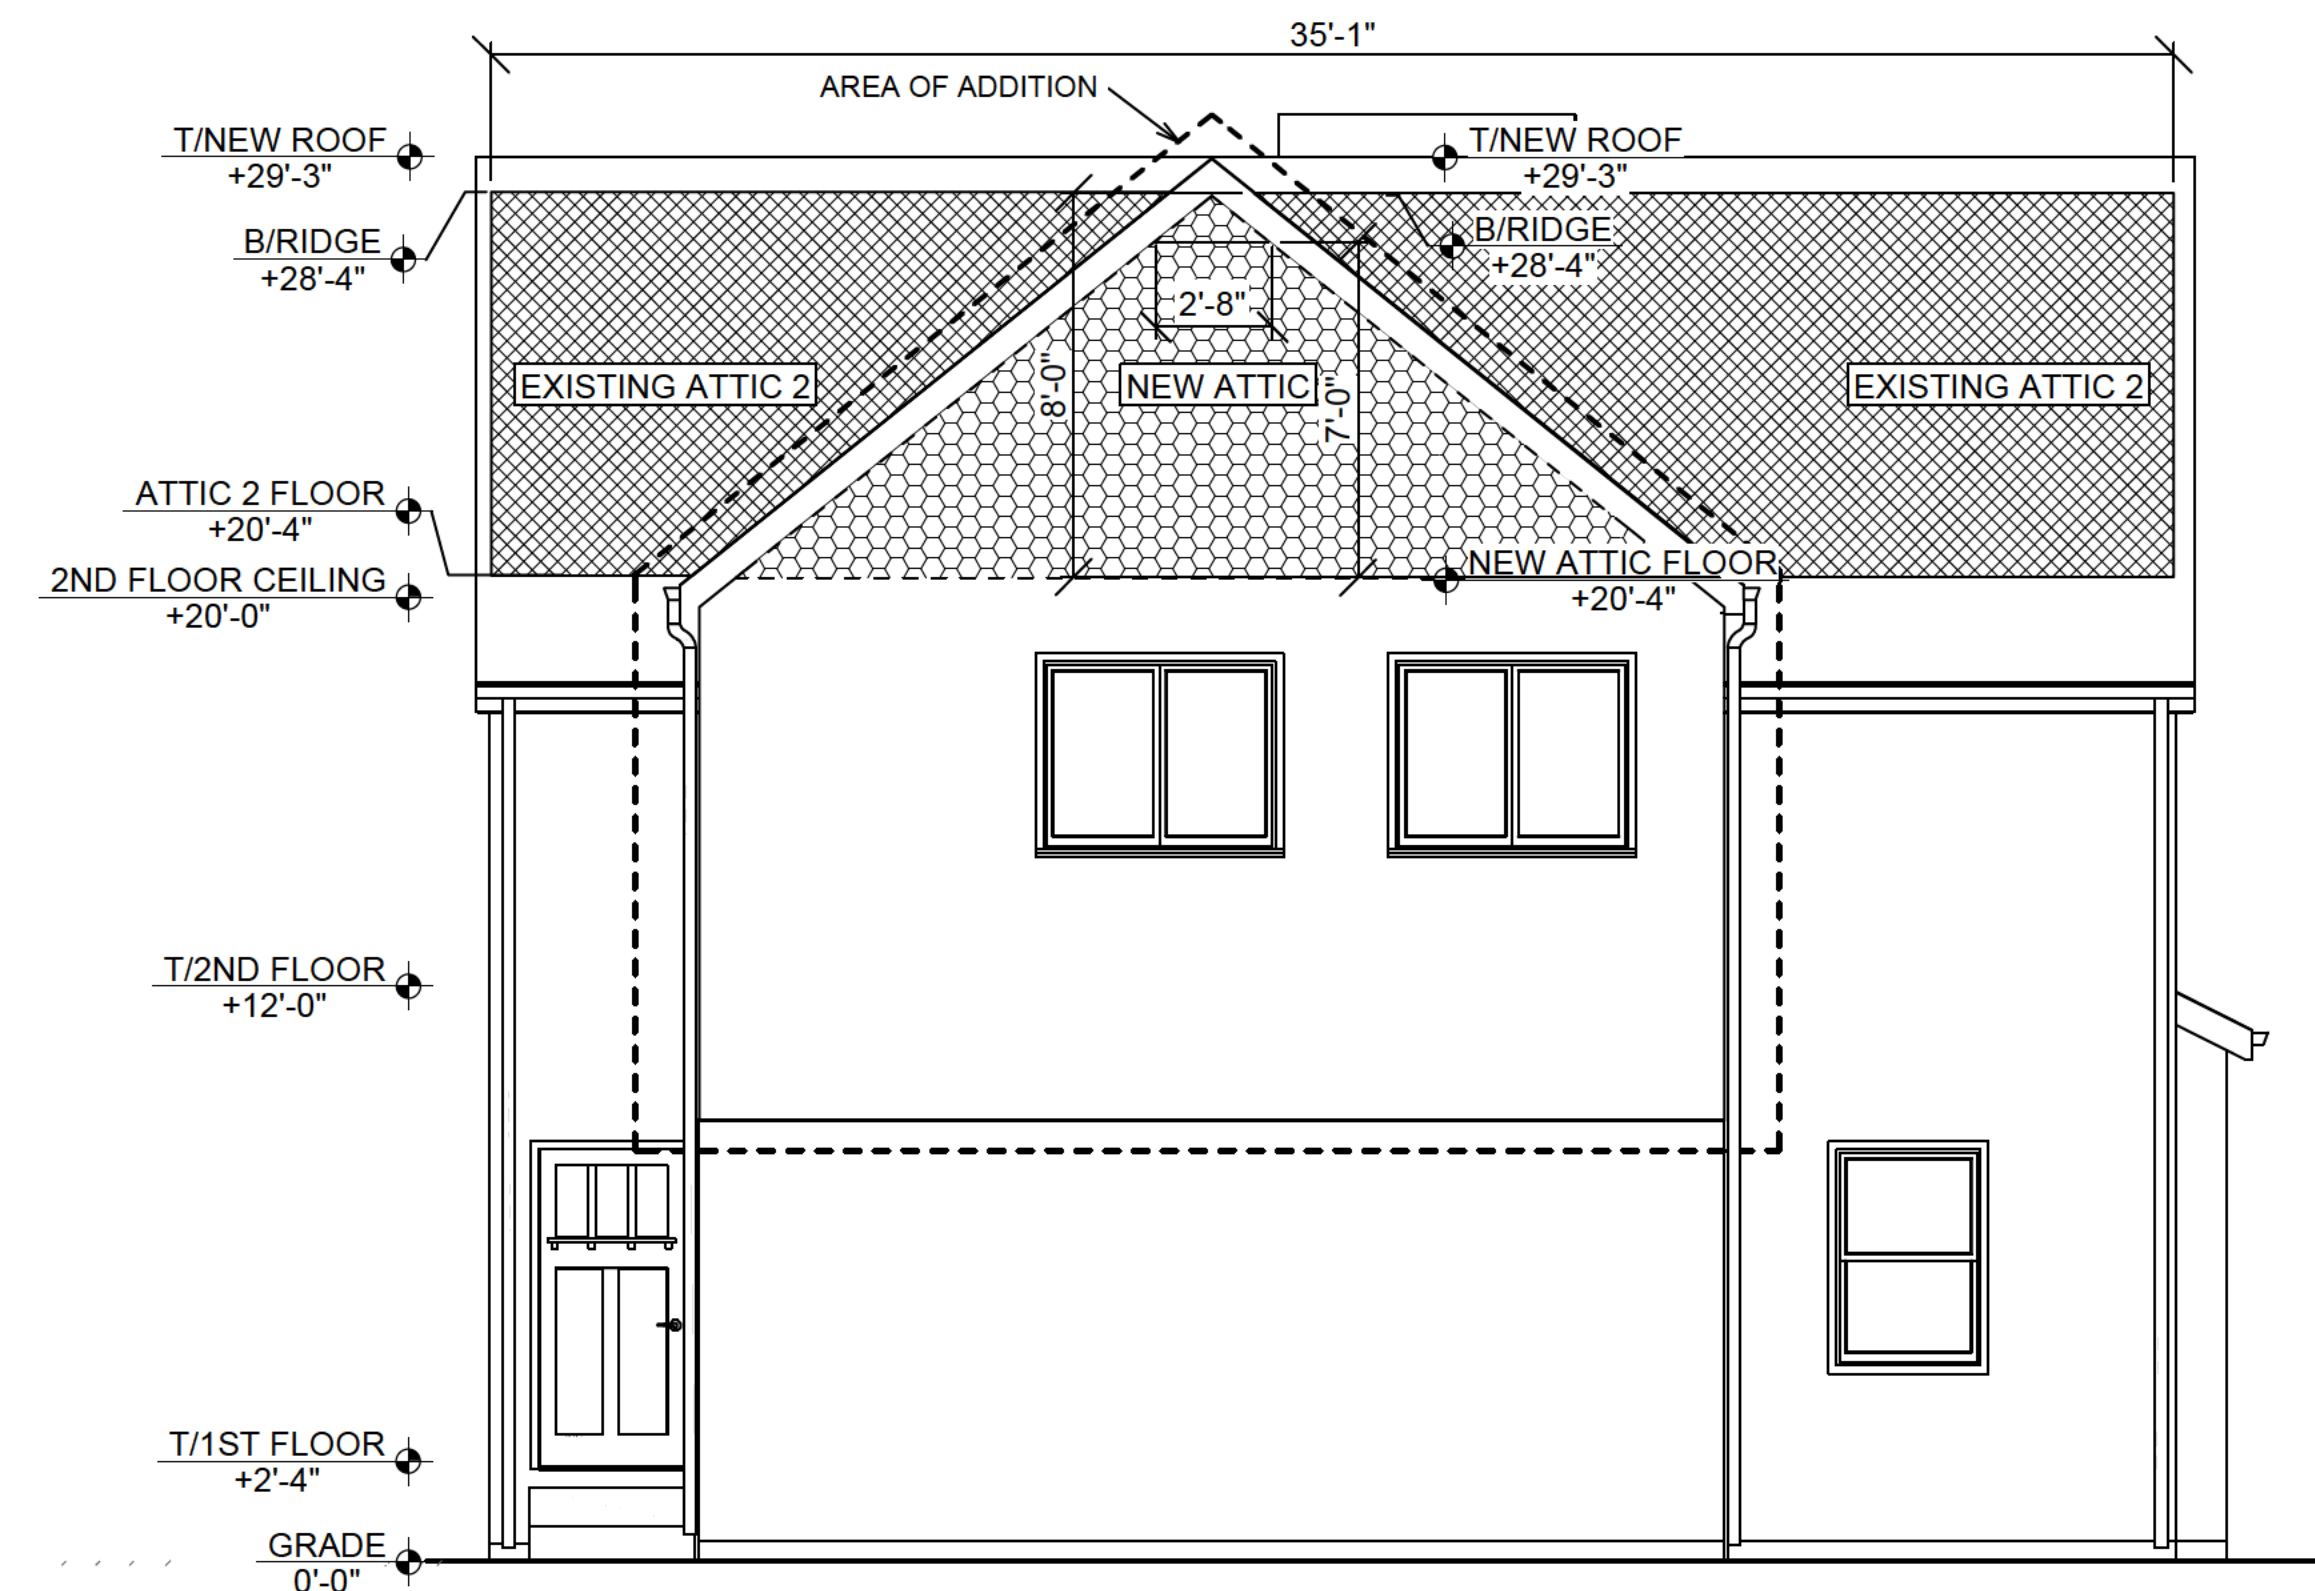 35'-1"
AREA OF ADDITION
T/NEW ROOF
+29'-3"
T/NEW ROOF
+29'-3"
B/RIDGE
+28'-4"
B/RIDGE
+28'-4"
2'-8"
EXISTING ATTIC 2
8'-0"
NEW ATTIC
7'-0"
EXISTING ATTIC 2
ATTIC 2 FLOOR
+20'-4"
2ND FLOOR CEILING
+20'-0"
NEW ATTIC FLOOR
+20'-4"
T/2ND FLOOR
+12'-0"
T/1ST FLOOR
+2'-4"
GRADE
0'-0"